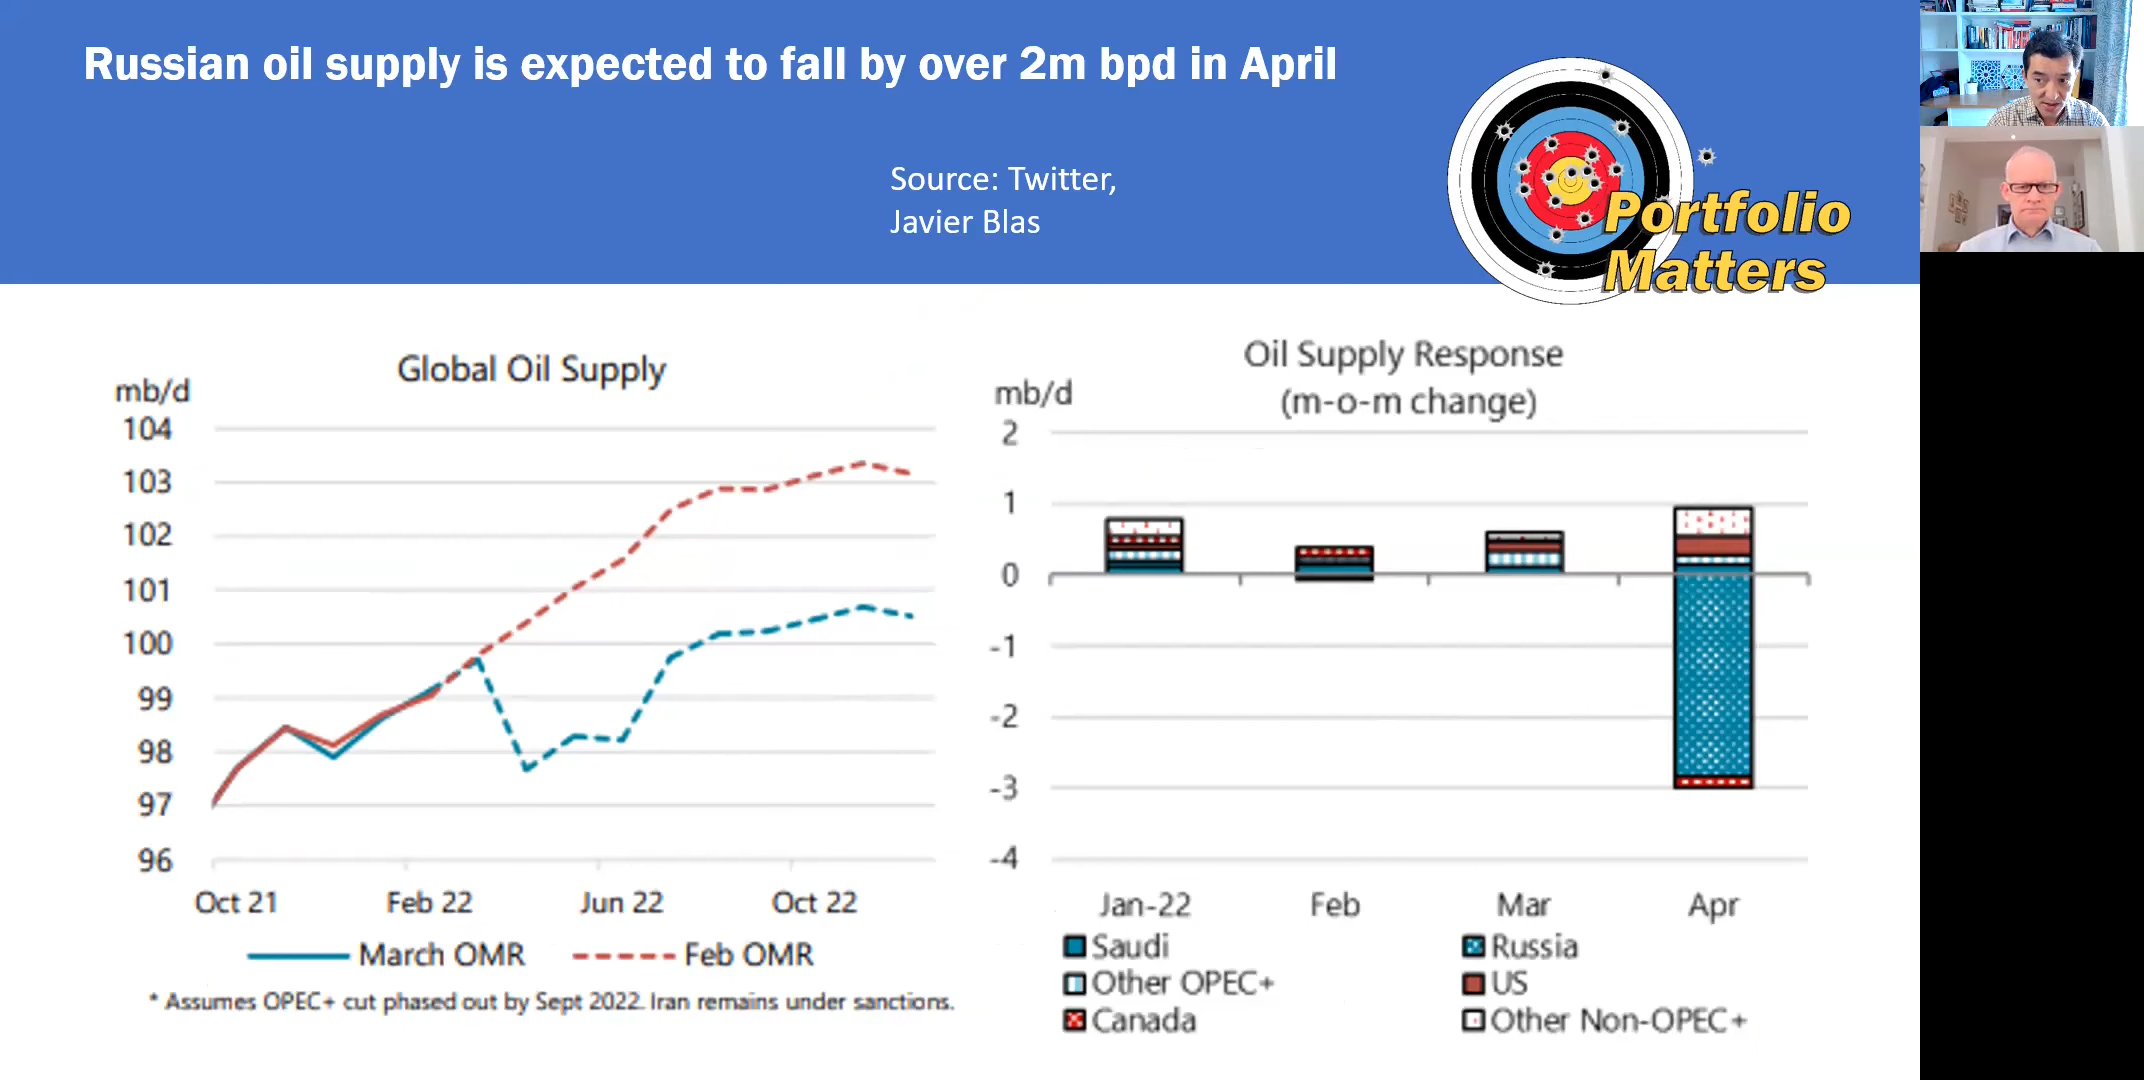 Russian oil supply is expected to fall by over 2m bpd in April
Source: Twitter,
Javier Blas
Portfolio
Matters
Global Oil Supply
mb/d
104
103
102
101
100
99
98
97
96
Oct 21
Feb 22
Jun 22
Oct 22
March OMR
Feb OMR
* Assumes OPEC+ cut phased out by Sept 2022. Iran remains under sanctions.
Oil Supply Response
(m-o-m change)
mb/d
2
1
0
-1
-2
-3
-4
Jan-22
Feb
Mar
Apr
Saudi
Russia
Other OPEC+
US
Canada
Other Non-OPEC+